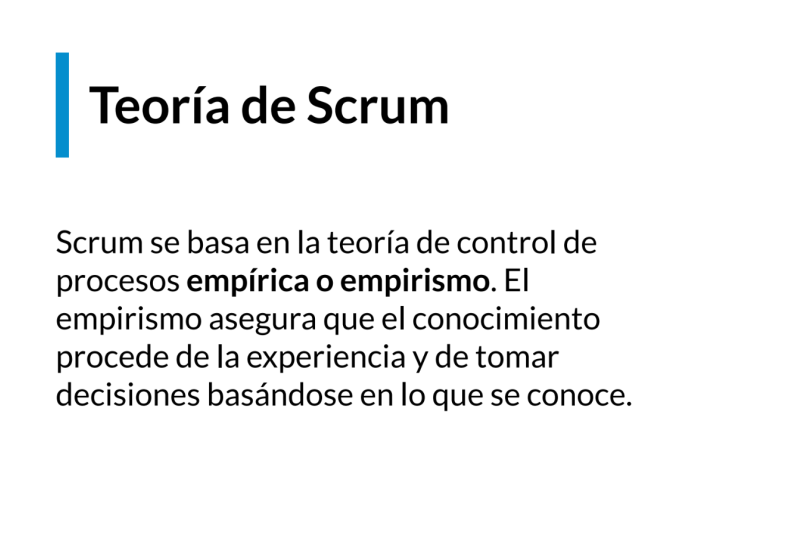 Teoría de Scrum
Scrum se basa en la teoría de control de
procesos empírica o empirismo. El
empirismo asegura que el conocimiento
procede de la experiencia y de tomar
decisiones basándose en lo que se conoce.